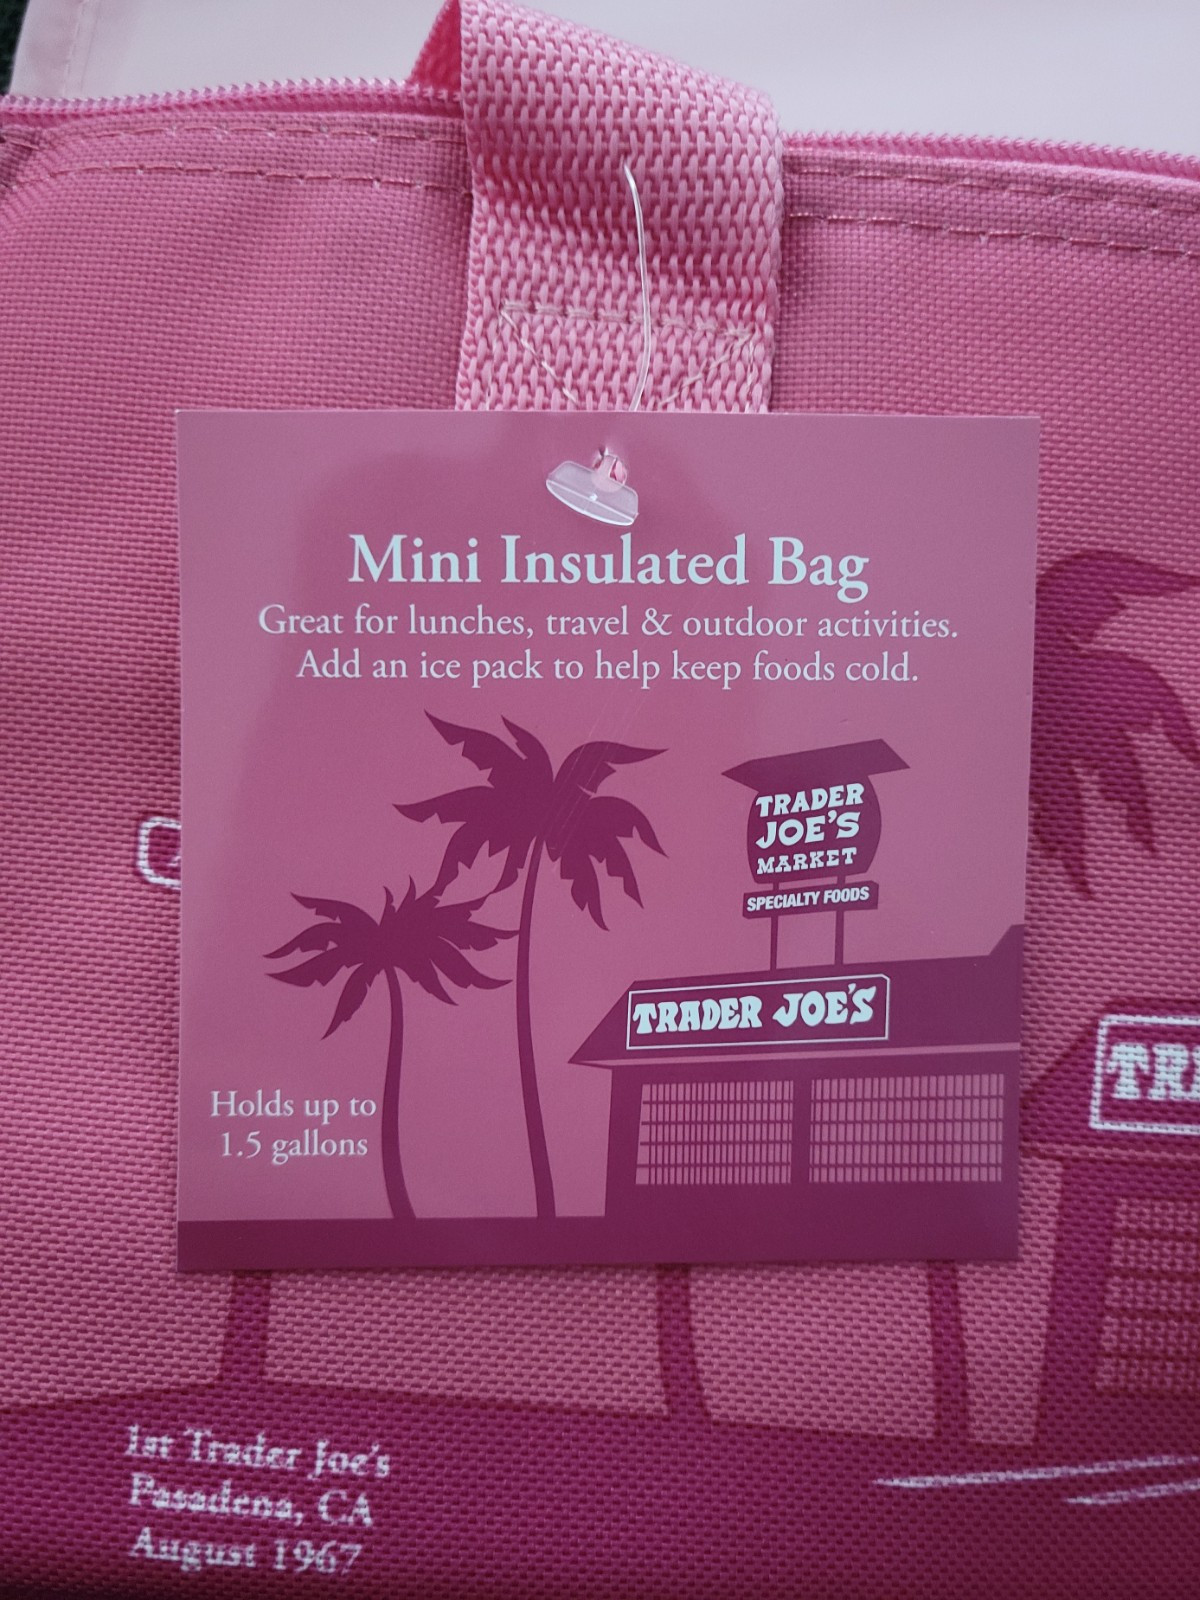 Mini Insulated Bag
Great for lunches, travel & outdoor activities.
Add an ice pack to help keep foods cold.
TRADER
JOE'S
MARKET
SPECIALTY FOODS
TRADER JOE'S
Holds up to
1.5 gallons
1st Trader Joe's
Pasadena, CA
August 1967